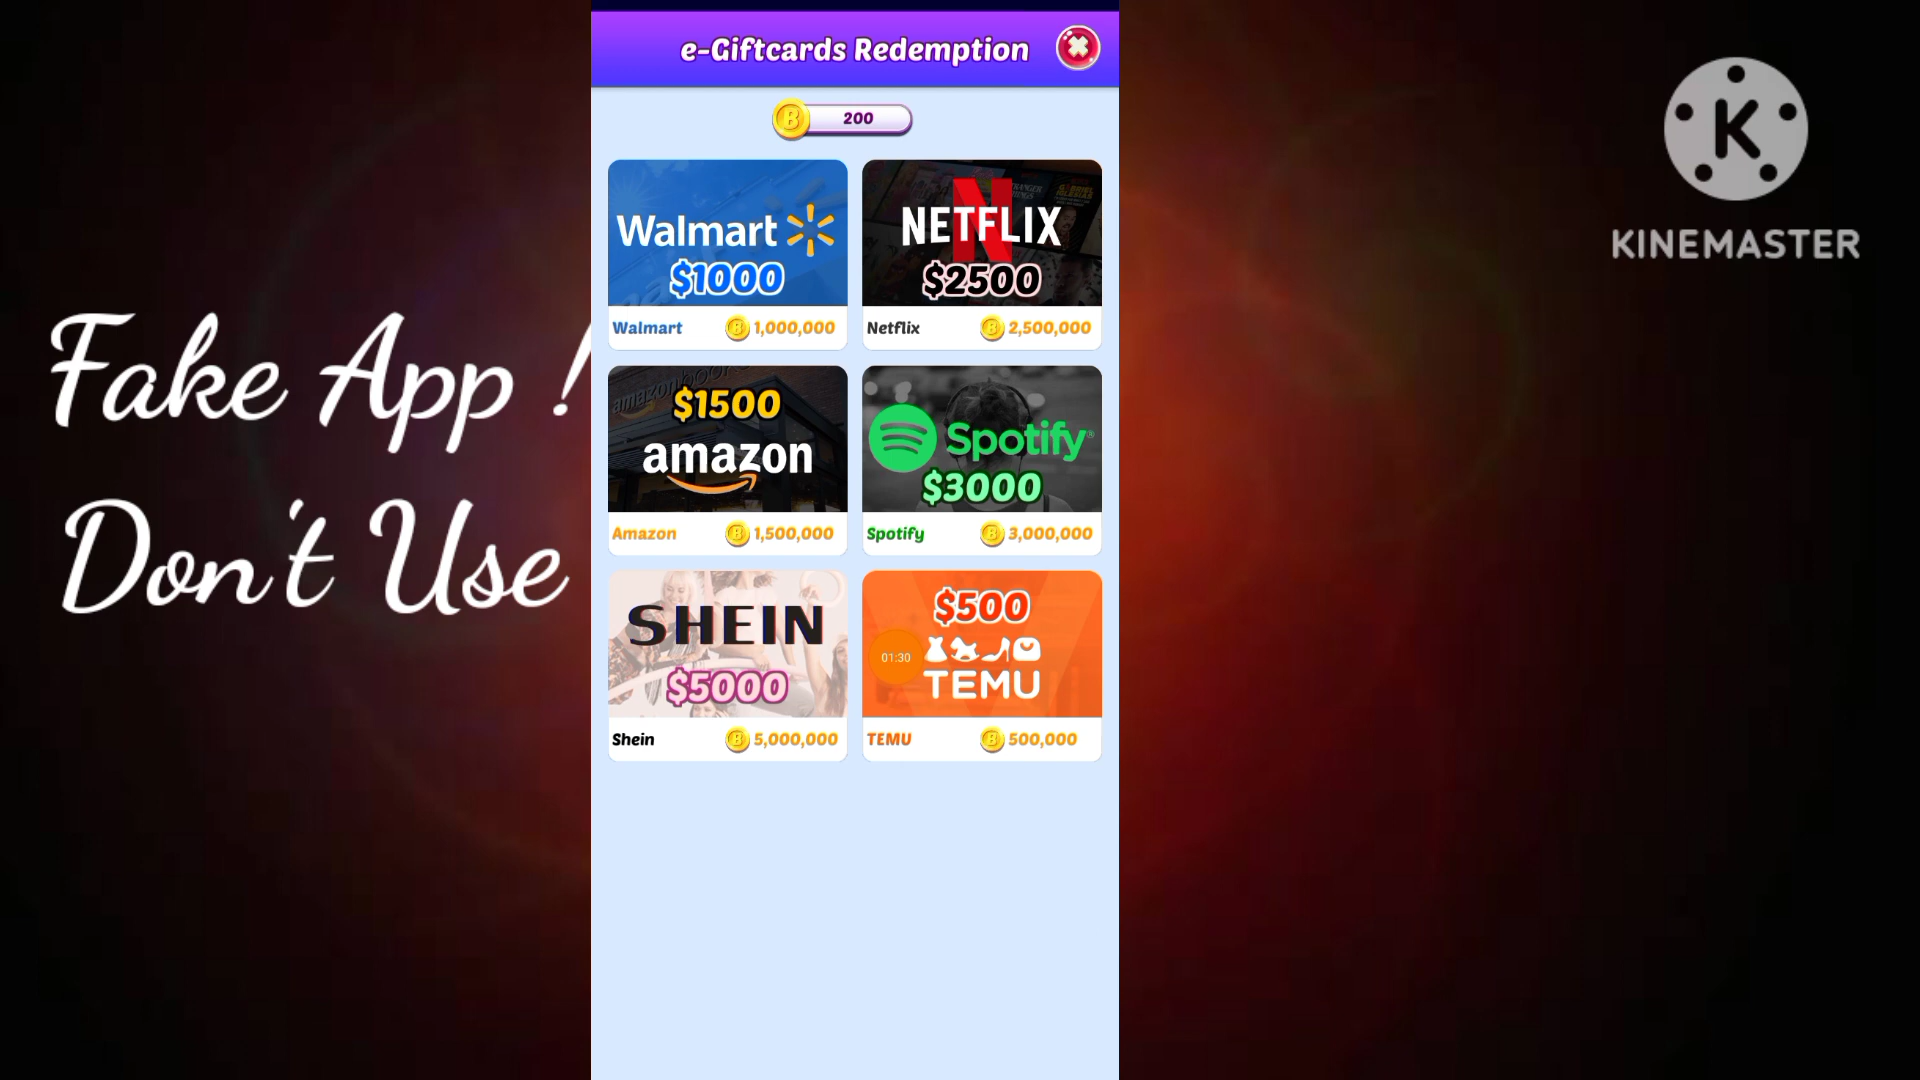 e-Giftcards Redemption
200
Fake App !
Don't Use
Walmart
$1000
Walmart 1,000,000
NETFLIX
$2500
Netflix 2,500,000
$1500
amazon
Amazon 1,500,000
Spotify
$3000
Spotify 3,000,000
SHEIN
$5000
Shein 5,000,000
$500
01:30
TEMU
TEMU 500,000
K
KINEMASTER